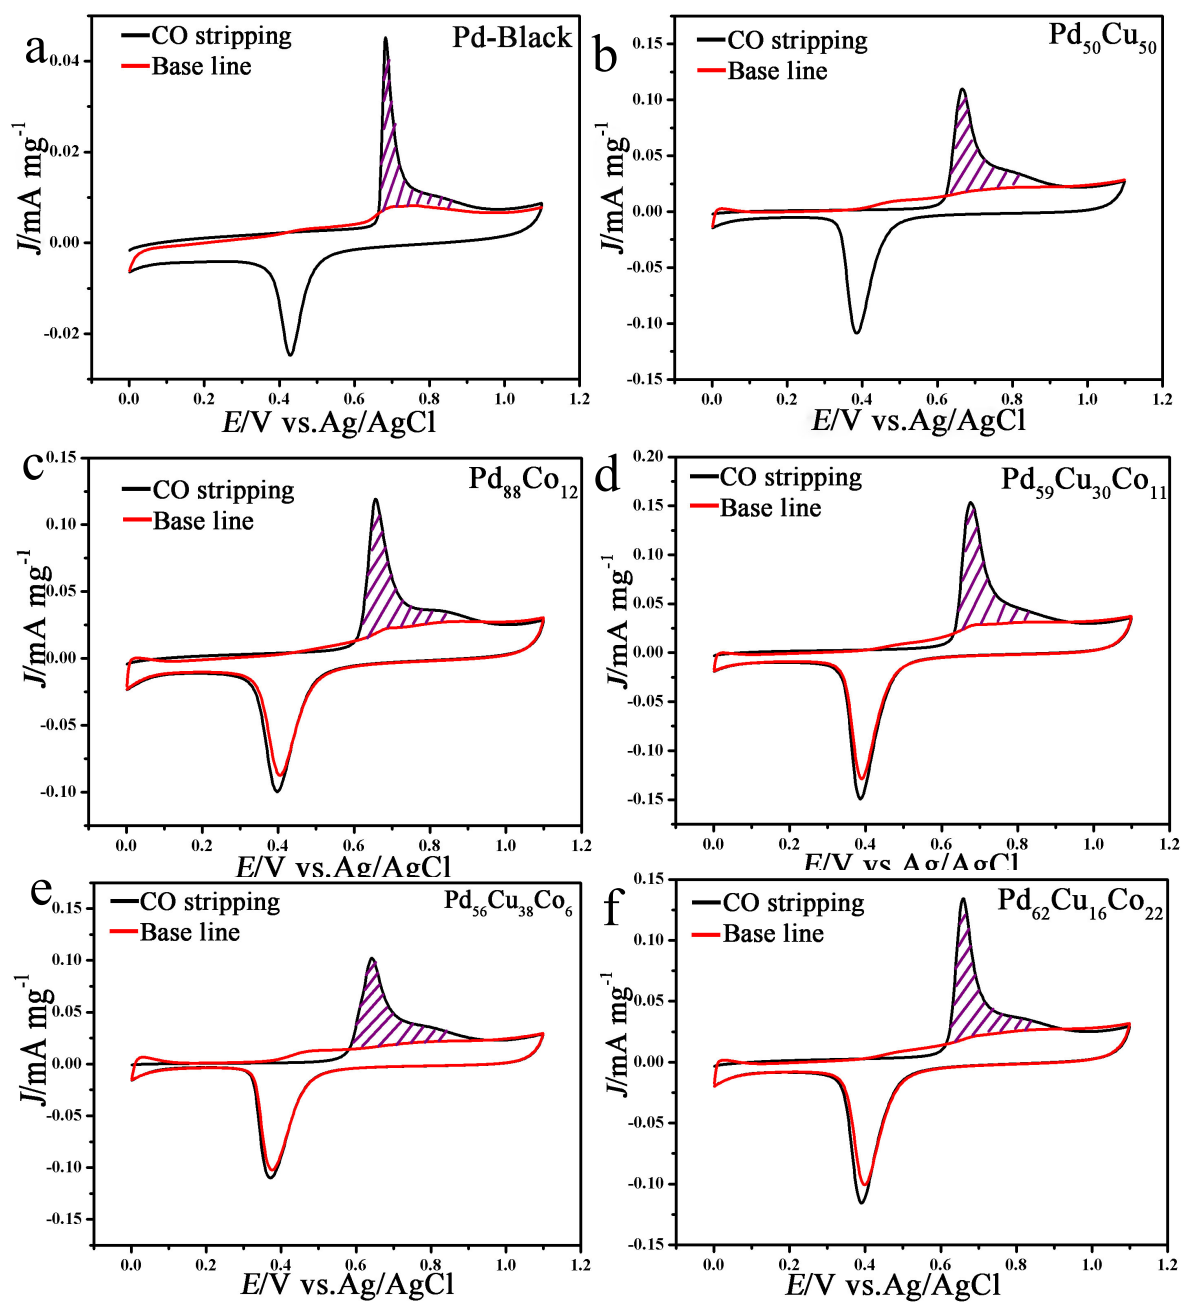 a
CO stripping
Base line
Pd-Black
J/mA mg-1
0.04
0.02
0.00
-0.02
0.0 0.2 0.4 0.6 0.8 1.0 1.2
E/V vs.Ag/AgCl
b
CO stripping
Base line
Pd50Cu50
J/mA mg-1
0.15
0.10
0.05
0.00
-0.05
-0.10
-0.15
0.0 0.2 0.4 0.6 0.8 1.0 1.2
E/V vs.Ag/AgCl
c
CO stripping
Base line
Pd88Co12
J/mA mg-1
0.15
0.10
0.05
0.00
-0.05
-0.10
0.0 0.2 0.4 0.6 0.8 1.0 1.2
E/V vs.Ag/AgCl
d
CO stripping
Base line
Pd59Cu30Co11
J/mA mg-1
0.20
0.15
0.10
0.05
0.00
-0.05
-0.10
-0.15
0.0 0.2 0.4 0.6 0.8 1.0 1.2
E/V vs.Ag/AgCl
e
CO stripping
Base line
Pd56Cu38Co6
J/mA mg-1
0.15
0.10
0.05
0.00
-0.05
-0.10
-0.15
0.0 0.2 0.4 0.6 0.8 1.0 1.2
E/V vs.Ag/AgCl
f
CO stripping
Base line
Pd62Cu16Co22
J/mA mg-1
0.15
0.10
0.05
0.00
-0.05
-0.10
-0.15
0.0 0.2 0.4 0.6 0.8 1.0 1.2
E/V vs.Ag/AgCl